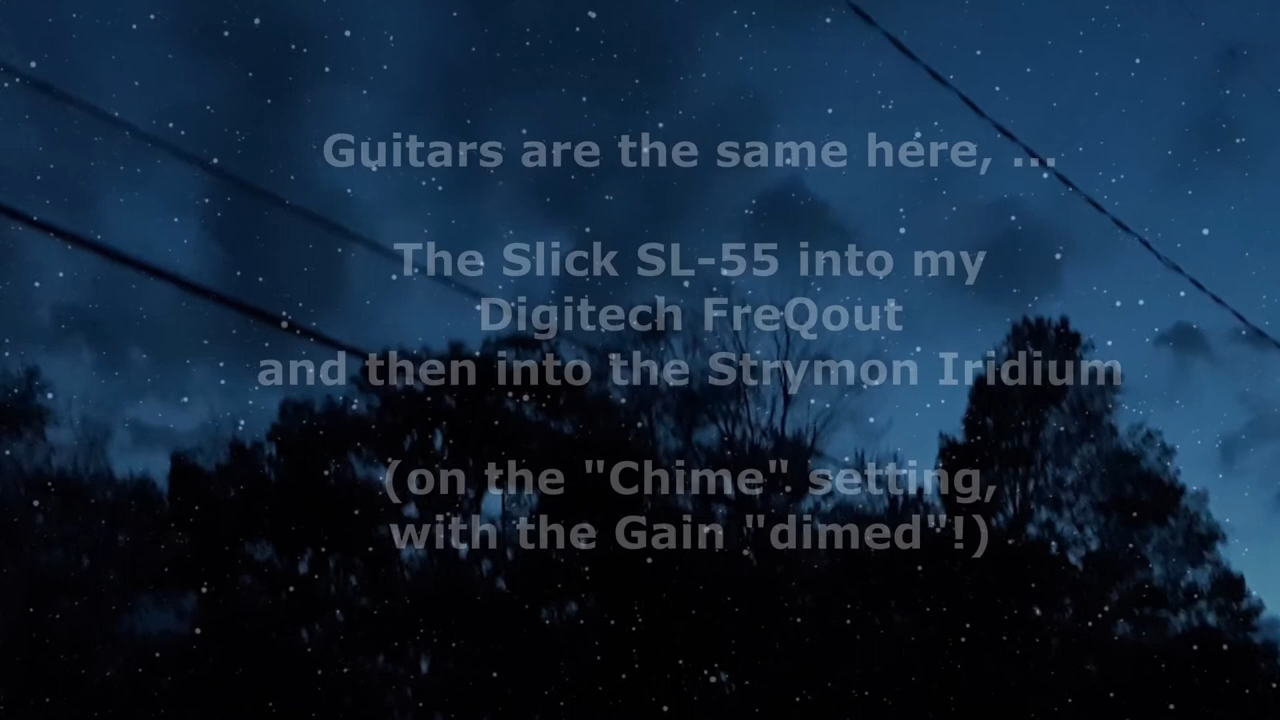 Guitars are the same here, ...
The Slick SL-55 into my
Digitech FreQout
and then into the Strymon Iridium
(on the "Chime" setting,
with the Gain "dimed"!)